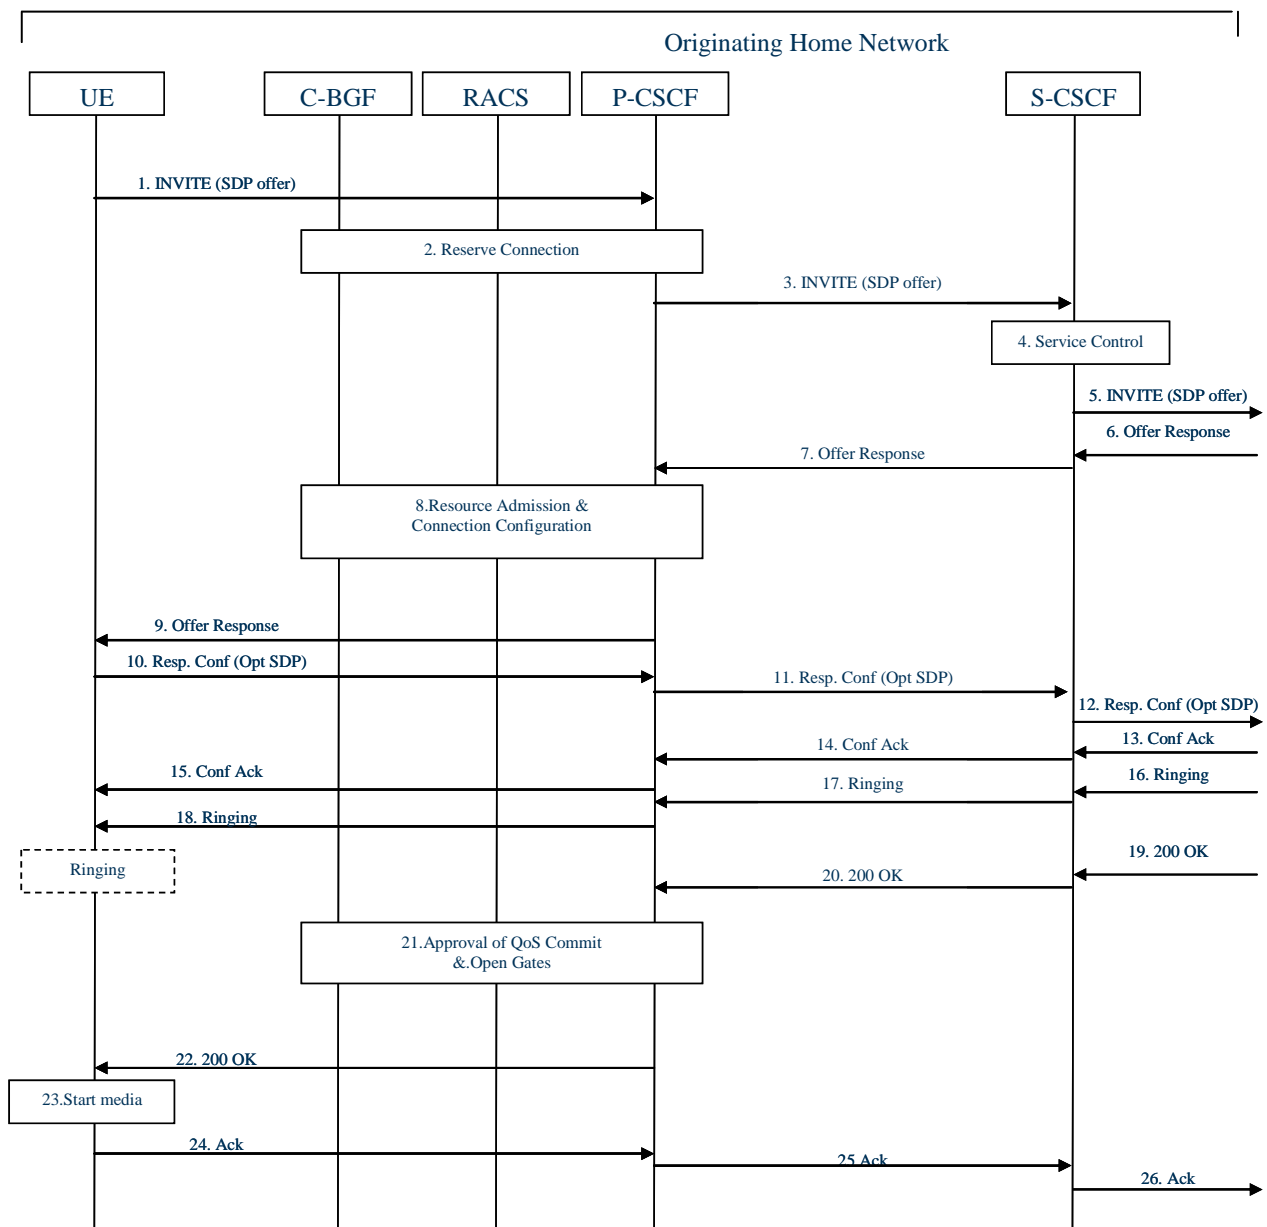 Originating Home Network
UE
C-BGF
RACS
P-CSCF
S-CSCF
1. INVITE (SDP offer)
2. Reserve Connection
3. INVITE (SDP offer)
4. Service Control
5. INVITE (SDP offer)
6. Offer Response
7. Offer Response
8.Resource Admission &
Connection Configuration
9. Offer Response
10. Resp. Conf (Opt SDP)
11. Resp. Conf (Opt SDP)
12. Resp. Conf (Opt SDP)
13. Conf Ack
14. Conf Ack
15. Conf Ack
16. Ringing
17. Ringing
18. Ringing
Ringing
19. 200 OK
20. 200 OK
21.Approval of QoS Commit
&.Open Gates
22. 200 OK
23.Start media
24. Ack
25 Ack
26. Ack